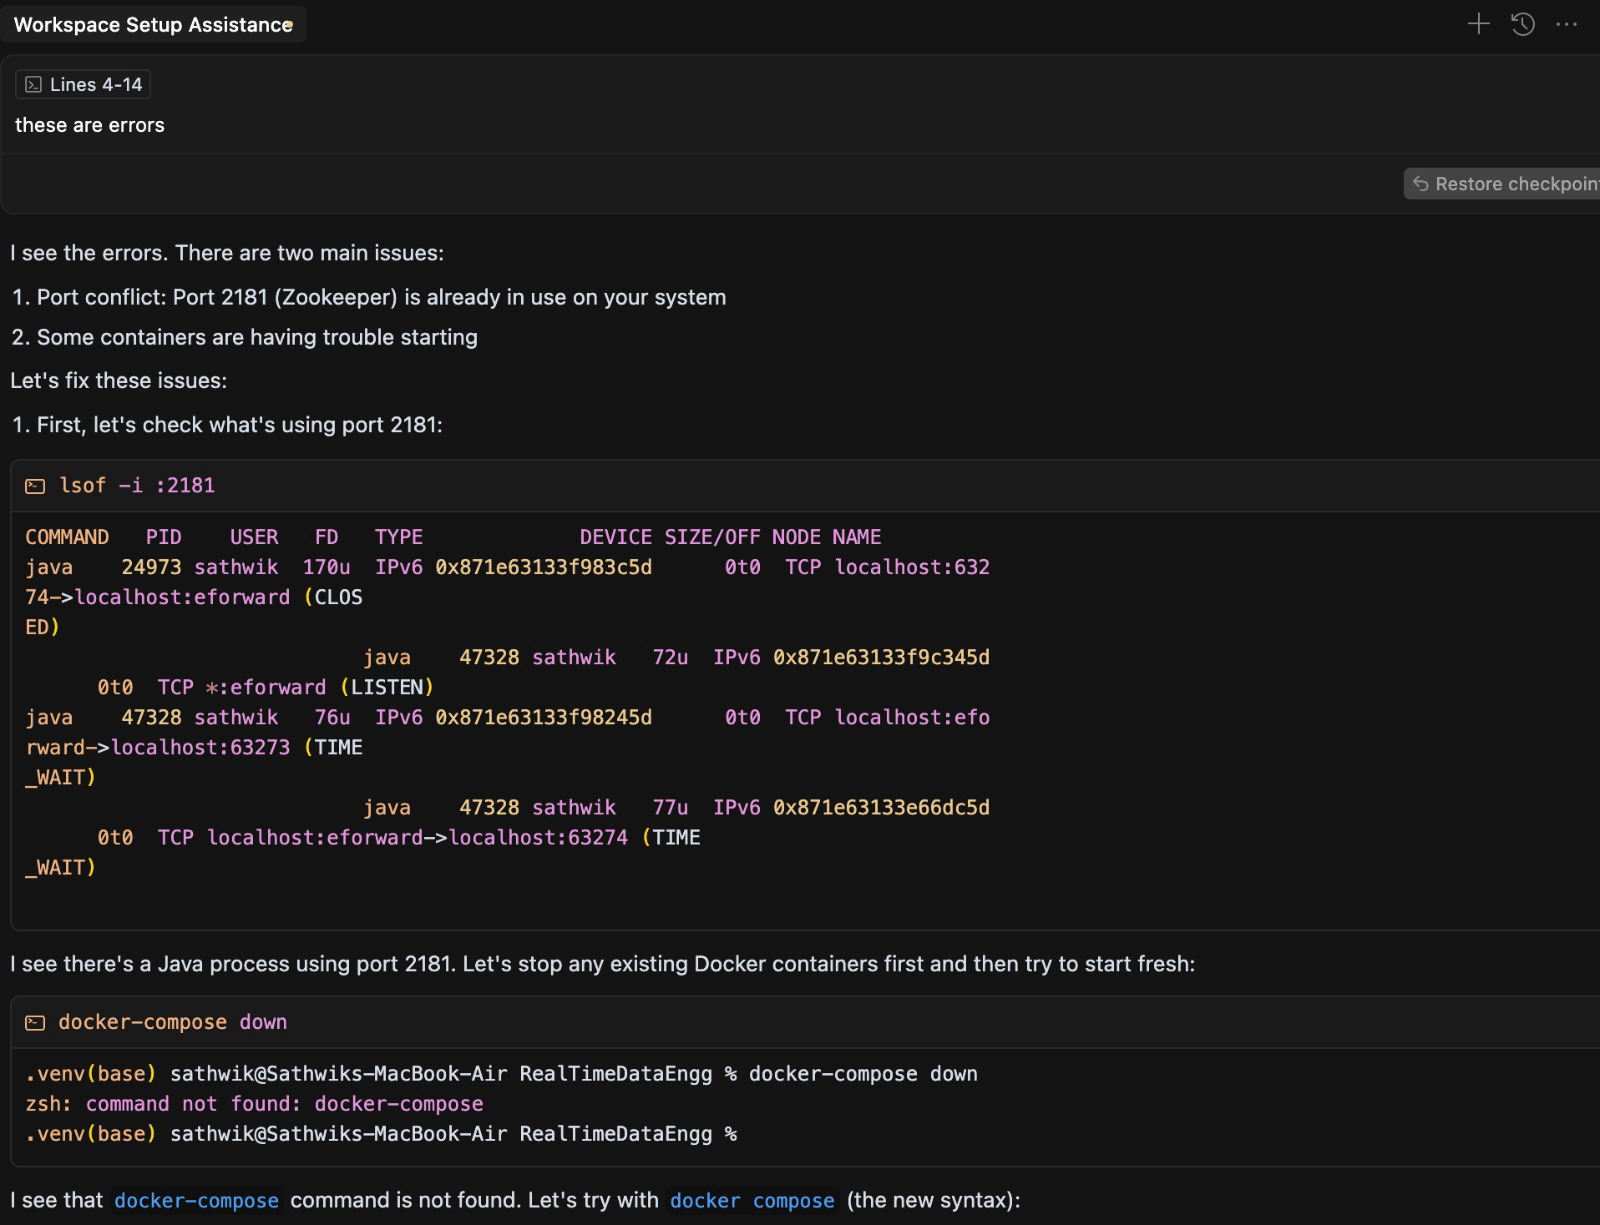 Workspace Setup Assistance
Lines 4-14
these are errors
Restore checkpoin
I see the errors. There are two main issues:
1. Port conflict: Port 2181 (Zookeeper) is already in use on your system
2. Some containers are having trouble starting
Let's fix these issues:
1. First, let's check what's using port 2181:
lsof -i :2181
COMMAND   PID    USER   FD   TYPE             DEVICE SIZE/OFF NODE NAME
java    24973 sathwik  170u  IPv6 0x871e63133f983c5d      0t0  TCP localhost:632
74->localhost:eforward (CLOS
ED)
java    47328 sathwik   72u  IPv6 0x871e63133f9c345d
0t0  TCP *:eforward (LISTEN)
java    47328 sathwik   76u  IPv6 0x871e63133f98245d      0t0  TCP localhost:efo
rward->localhost:63273 (TIME
_WAIT)
java    47328 sathwik   77u  IPv6 0x871e63133e66dc5d
0t0  TCP localhost:eforward->localhost:63274 (TIME
_WAIT)
I see there's a Java process using port 2181. Let's stop any existing Docker containers first and then try to start fresh:
docker-compose down
.venv(base) sathwik@Sathwiks-MacBook-Air RealTimeDataEngg % docker-compose down
zsh: command not found: docker-compose
.venv(base) sathwik@Sathwiks-MacBook-Air RealTimeDataEngg %
I see that docker-compose command is not found. Let's try with docker compose (the new syntax):